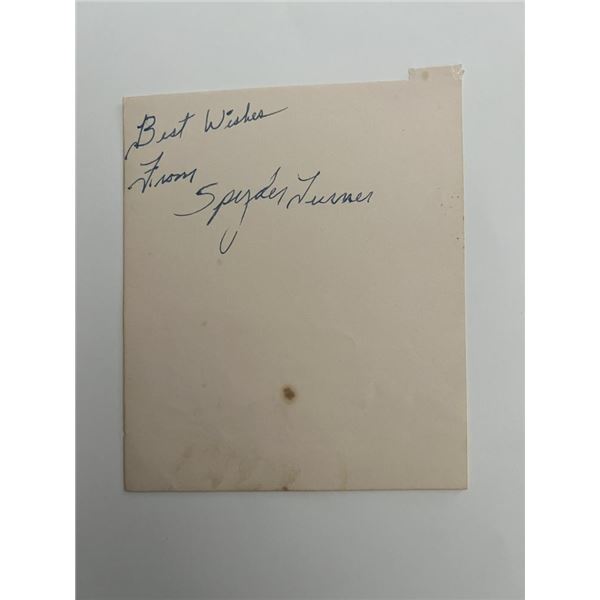 Best Wishes
From
Spyder Turner